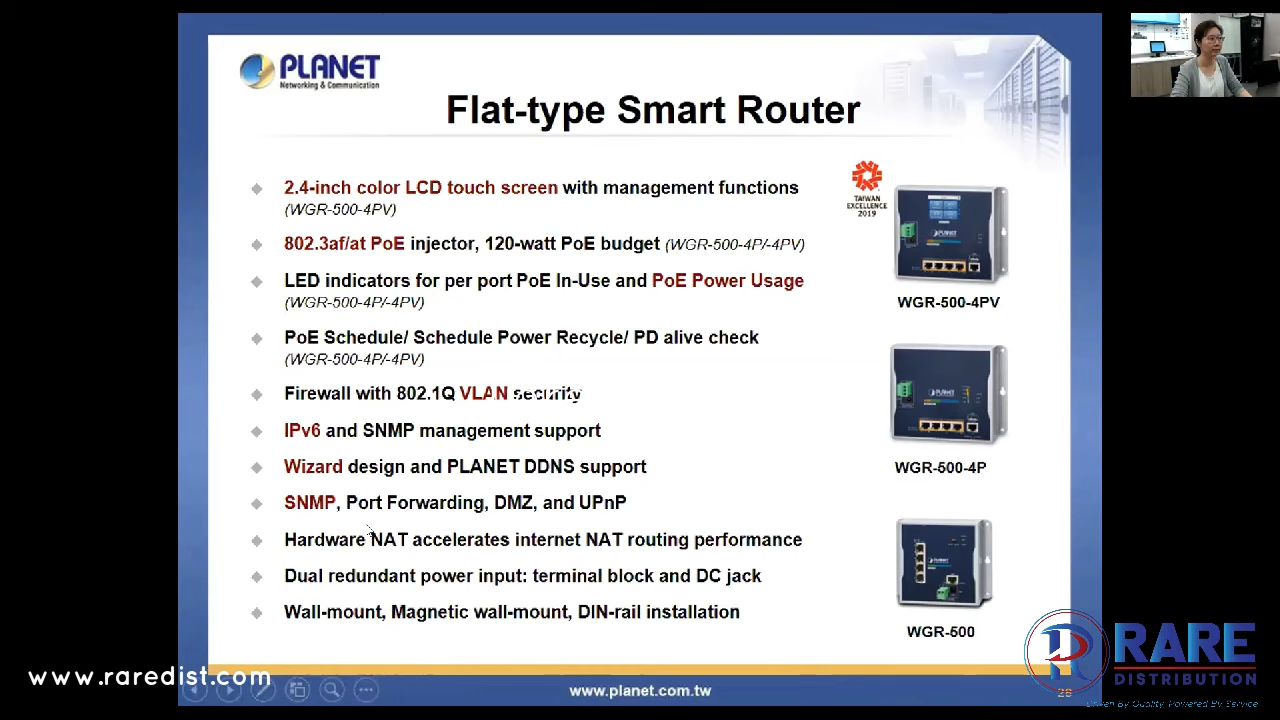 PLANET
Networking & Communication
Flat-type Smart Router
2.4-inch color LCD touch screen with management functions
(WGR-500-4PV)
802.3af/at PoE injector, 120-watt PoE budget (WGR-500-4P/-4PV)
LED indicators for per port PoE In-Use and PoE Power Usage
(WGR-500-4P/-4PV)
PoE Schedule/ Schedule Power Recycle/ PD alive check
(WGR-500-4P/-4PV)
Firewall with 802.1Q VLAN security
IPv6 and SNMP management support
Wizard design and PLANET DDNS support
SNMP, Port Forwarding, DMZ, and UPnP
Hardware NAT accelerates internet NAT routing performance
Dual redundant power input: terminal block and DC jack
Wall-mount, Magnetic wall-mount, DIN-rail installation
TAIWAN
EXCELLENCE
2019
PLANET
WGR-500-4PV
PLANET
WGR-500-4P
PLANET
WGR-500
www.raredist.com
www.planet.com.tw
RARE
DISTRIBUTION
Driven By Quality, Powered By Service